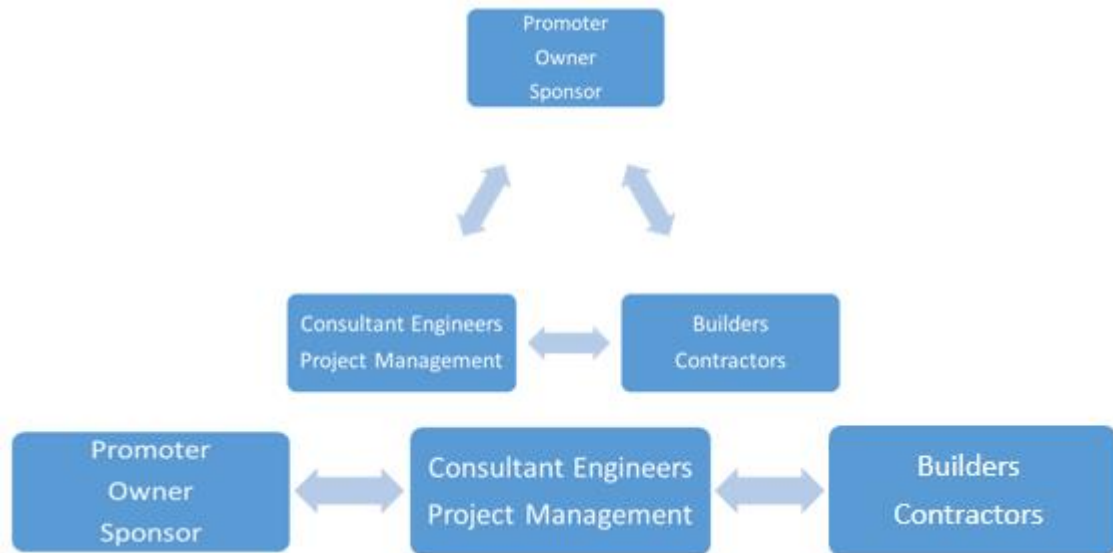 Promoter
Owner
Sponsor
Consultant Engineers
Project Management
Builders
Contractors
Promoter
Owner
Sponsor
Consultant Engineers
Project Management
Builders
Contractors